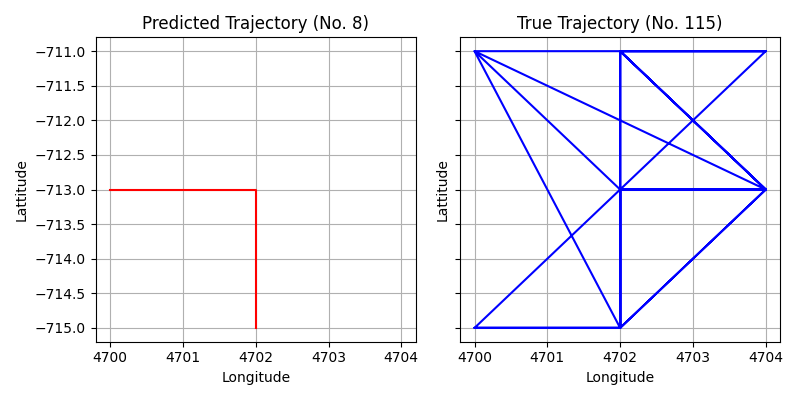 Predicted Trajectory (No. 8)
True Trajectory (No. 115)
−711.0
−711.5
−712.0
−712.5
−713.0
−713.5
−714.0
−714.5
−715.0
Lattitude
Lattitude
4700 4701 4702 4703 4704
4700 4701 4702 4703 4704
Longitude
Longitude